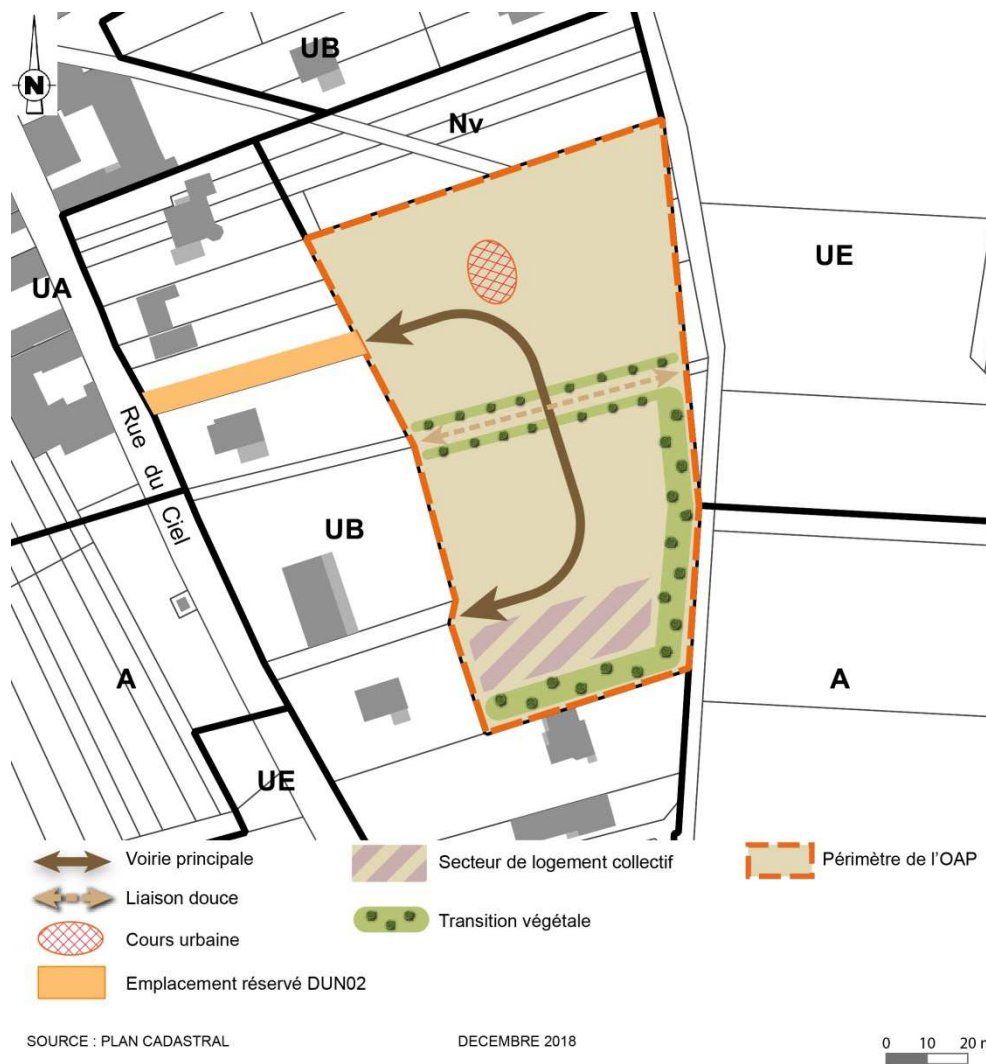 UB
N
Nv
UA
UE
Rue du Ciel
UB
A
A
UE
Voirie principale
Liaison douce
Cours urbaine
Emplacement réservé DUN02
Secteur de logement collectif
Transition végétale
Périmètre de l'OAP
SOURCE : PLAN CADASTRAL
DECEMBRE 2018
0 10 20